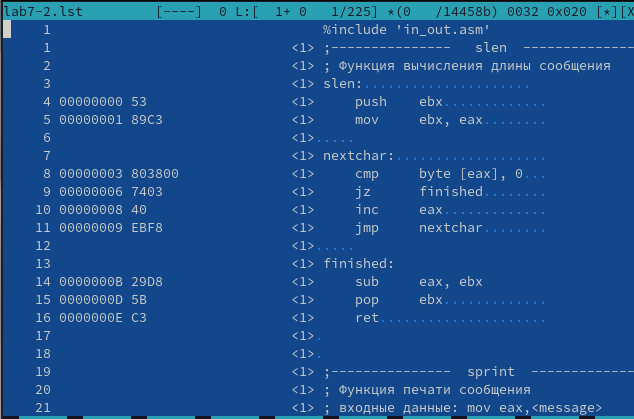 lab7-2.lst [----] 0 L:[ 1+ 0 1/225] *(0 /14458b) 0032 0x020 [*][X
1 %include 'in_out.asm'
1 <1> ;--------------- slen --------------
2 <1> ; Функция вычисления длины сообщения
3 <1> slen:.....................
4 00000000 53 <1> push ebx.............
5 00000001 89C3 <1> mov ebx, eax........
6 <1>.....
7 <1> nextchar:...................
8 00000003 803800 <1> cmp byte [eax], 0...
9 00000006 7403 <1> jz finished........
10 00000008 40 <1> inc eax.............
11 00000009 EBF8 <1> jmp nextchar........
12 <1>.....
13 <1> finished:
14 0000000B 29D8 <1> sub eax, ebx
15 0000000D 5B <1> pop ebx.............
16 0000000E C3 <1> ret.....................
17 <1>.
18 <1>.
19 <1> ;--------------- sprint -------------
20 <1> ; Функция печати сообщения
21 <1> ; входные данные: mov eax,<message>